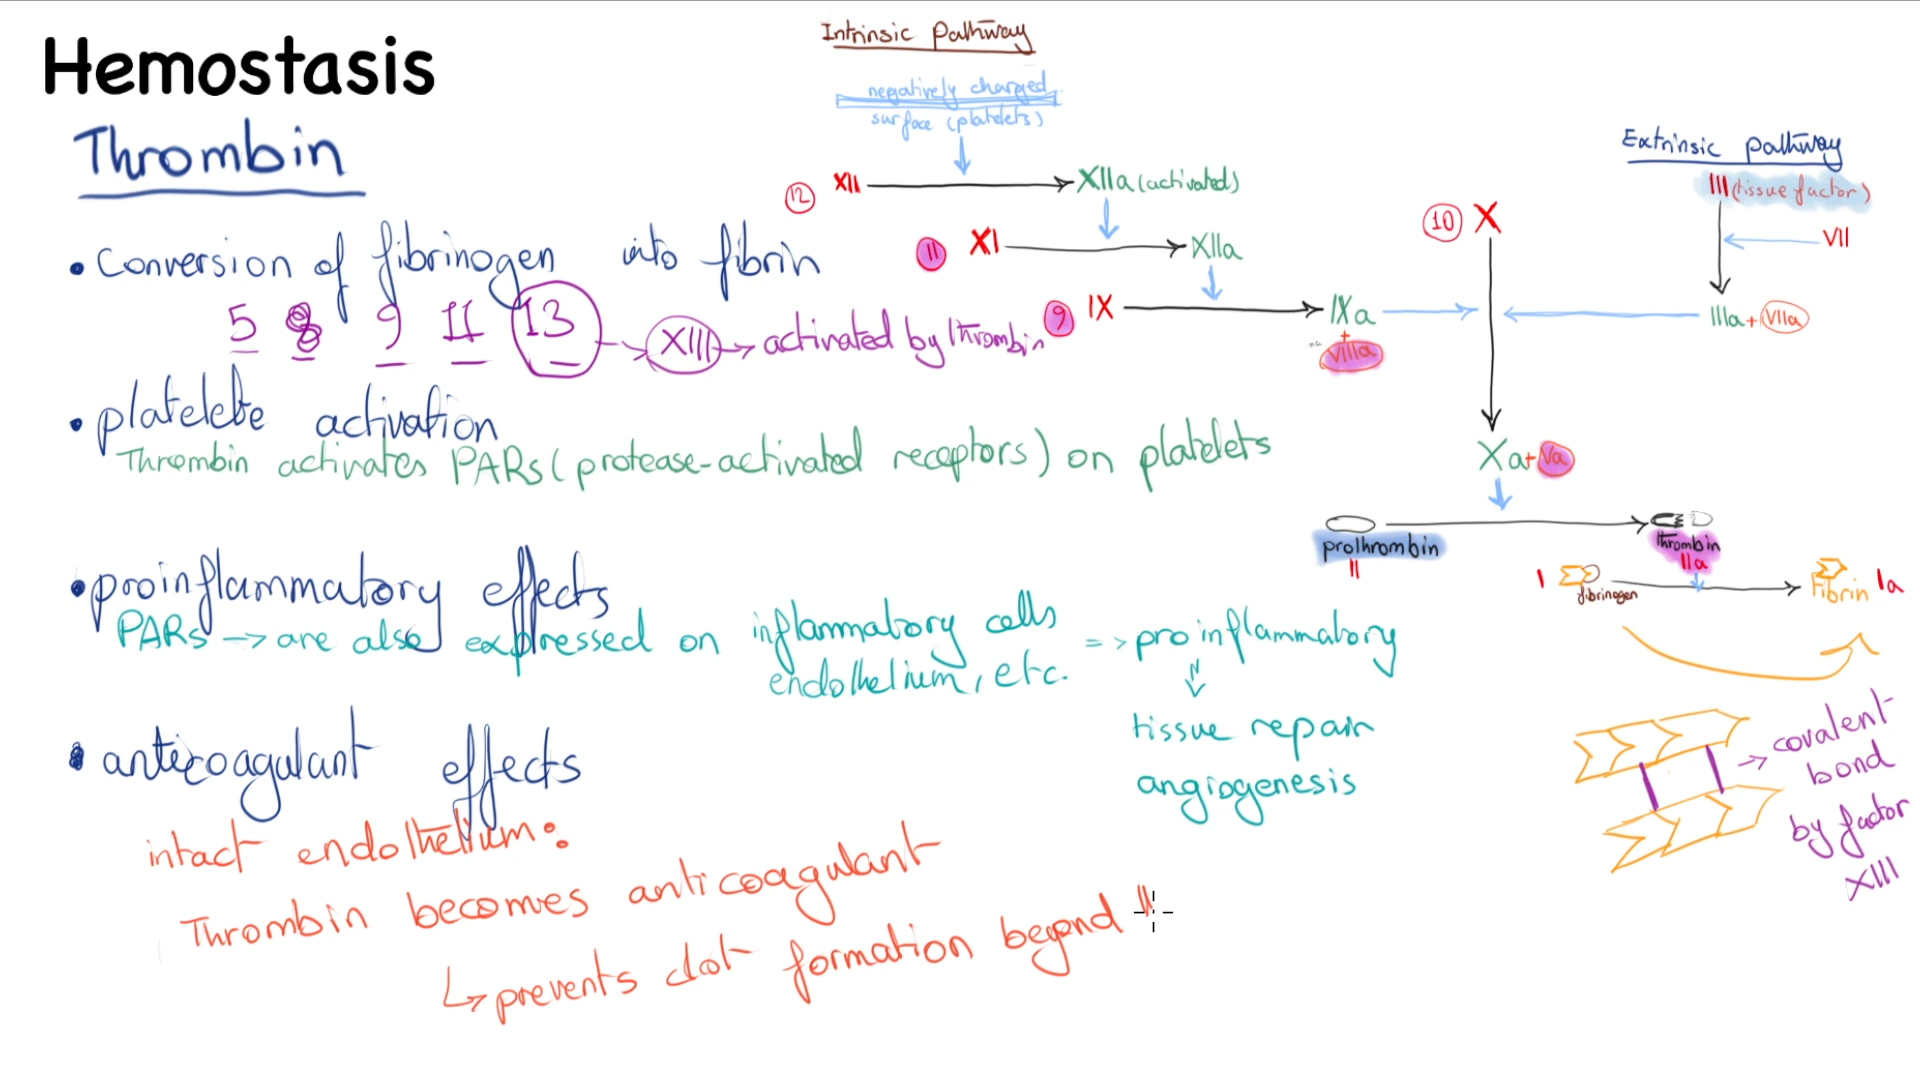 Hemostasis
Thrombin
• Conversion of fibrinogen into fibrin
5 8 9 11 13 → XIII → activated by thrombin
• platelete activation
Thrombin activates PARs (protease-activated receptors) on platelets
• proinflammatory effects
PARs → are also expressed on inflammatory cells
endothelium, etc.
=> proinflammatory
tissue repair
angiogenesis
• anticoagulant effects
intact endothelium:
Thrombin becomes anticoagulant
↳ prevents clot formation beyond
Intrinsic Pathway
negatively charged
surface (platelets)
12 XII → XIIa (activated)
11 XI → XIIa
9 IX → IXa
+
VIIIa
Extrinsic pathway
III (tissue factor)
VII
IIIa + VIIa
10 X
Xa + Va
prothrombin
II
thrombin
IIa
I fibrinogen → Fibrin Ia
→ covalent
bond
by factor
XIII